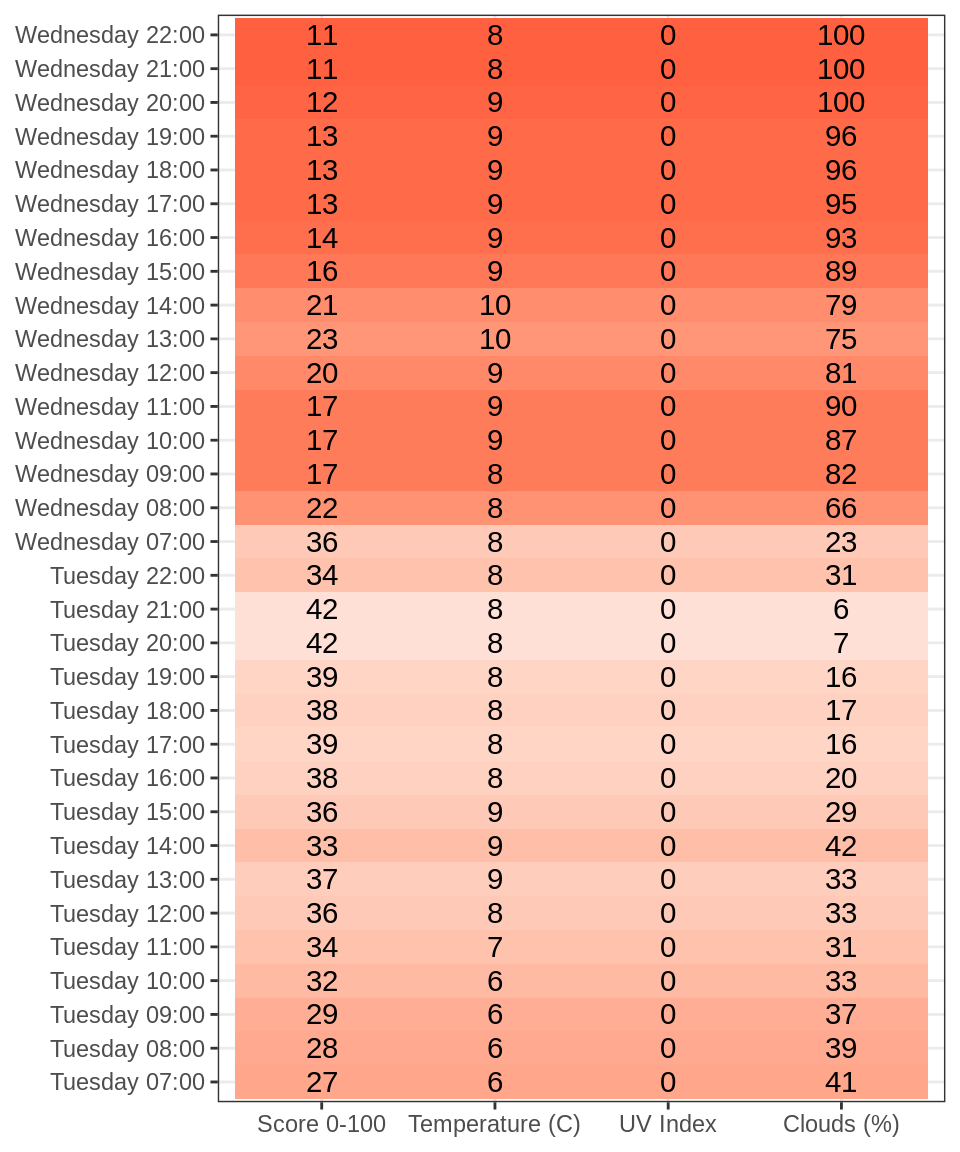 Wednesday 22:00 11 8 0 100
Wednesday 21:00 11 8 0 100
Wednesday 20:00 12 9 0 100
Wednesday 19:00 13 9 0 96
Wednesday 18:00 13 9 0 96
Wednesday 17:00 13 9 0 95
Wednesday 16:00 14 9 0 93
Wednesday 15:00 16 9 0 89
Wednesday 14:00 21 10 0 79
Wednesday 13:00 23 10 0 75
Wednesday 12:00 20 9 0 81
Wednesday 11:00 17 9 0 90
Wednesday 10:00 17 9 0 87
Wednesday 09:00 17 8 0 82
Wednesday 08:00 22 8 0 66
Wednesday 07:00 36 8 0 23
Tuesday 22:00 34 8 0 31
Tuesday 21:00 42 8 0 6
Tuesday 20:00 42 8 0 7
Tuesday 19:00 39 8 0 16
Tuesday 18:00 38 8 0 17
Tuesday 17:00 39 8 0 16
Tuesday 16:00 38 8 0 20
Tuesday 15:00 36 9 0 29
Tuesday 14:00 33 9 0 42
Tuesday 13:00 37 9 0 33
Tuesday 12:00 36 8 0 33
Tuesday 11:00 34 7 0 31
Tuesday 10:00 32 6 0 33
Tuesday 09:00 29 6 0 37
Tuesday 08:00 28 6 0 39
Tuesday 07:00 27 6 0 41
Score 0-100 Temperature (C) UV Index Clouds (%)